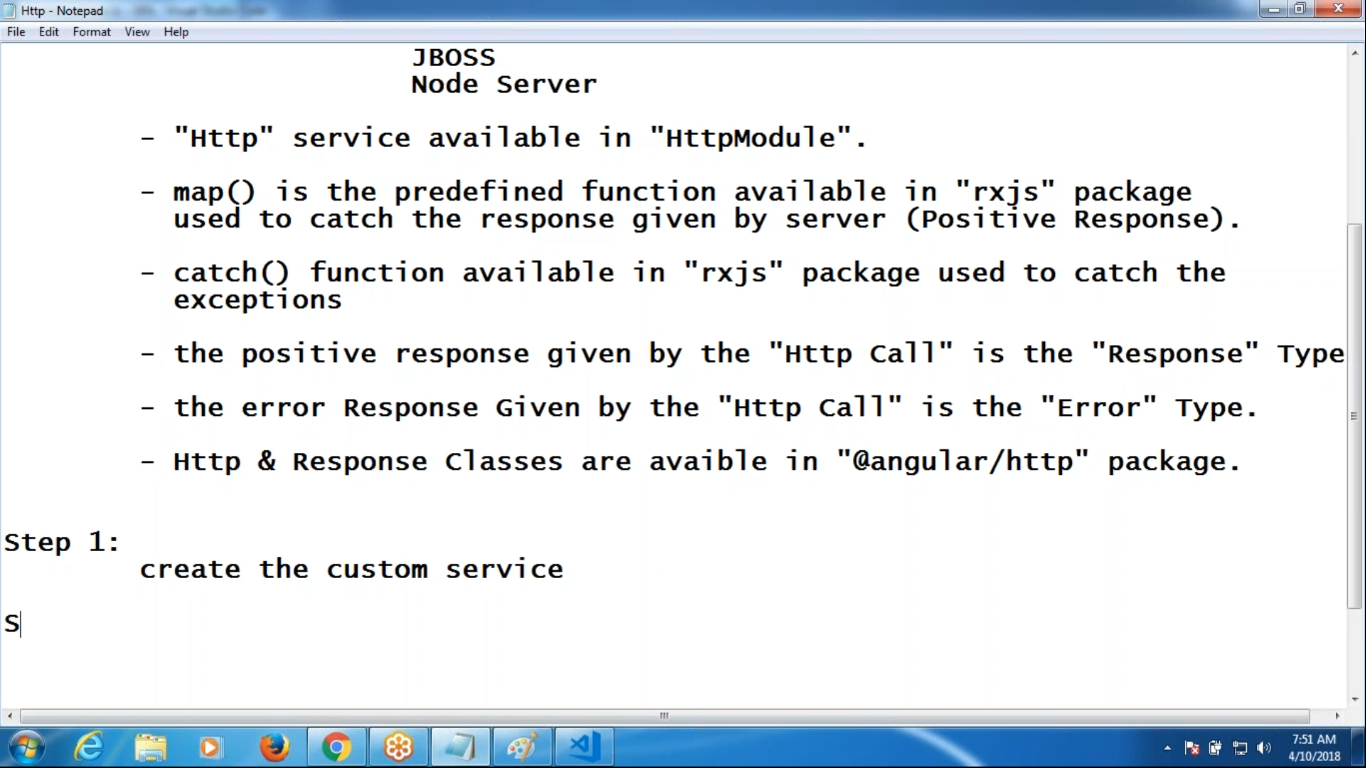 Http - Notepad
File Edit Format View Help
JBOSS
Node Server
- "Http" service available in "HttpModule".
- map() is the predefined function available in "rxjs" package
used to catch the response given by server (Positive Response).
- catch() function available in "rxjs" package used to catch the
exceptions
- the positive response given by the "Http Call" is the "Response" Type
- the error Response Given by the "Http Call" is the "Error" Type.
- Http & Response Classes are avaible in "@angular/http" package.
Step 1:
create the custom service
S
7:51 AM
4/10/2018